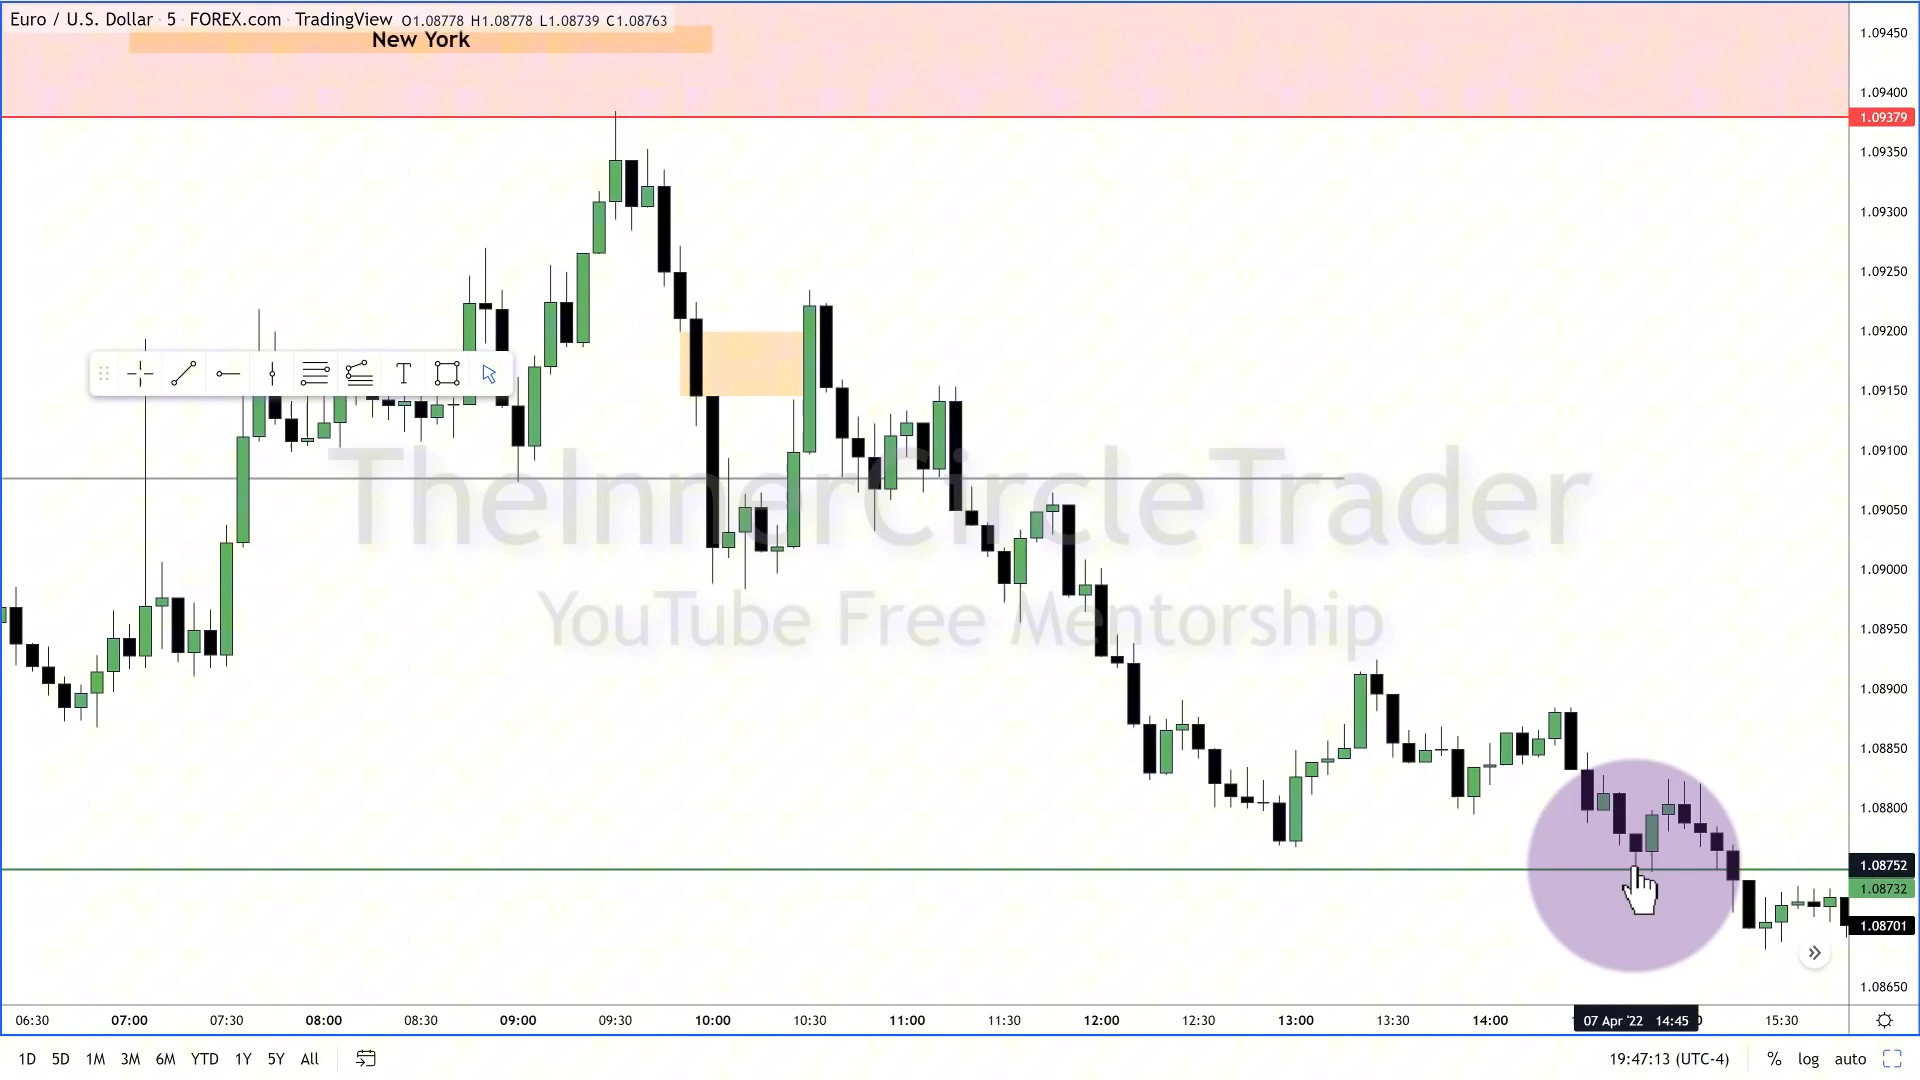 Euro / U.S. Dollar · 5 · FOREX.com · TradingView O1.08778 H1.08778 L1.08739 C1.08763
New York
1.09450
1.09400
1.09379
1.09350
1.09300
1.09250
1.09200
1.09150
1.09100
1.09050
1.09000
1.08950
1.08900
1.08850
1.08800
1.08752
1.08732
1.08701
1.08650
T
TheInnerCircleTrader
YouTube Free Mentorship
06:30 07:00 07:30 08:00 08:30 09:00 09:30 10:00 10:30 11:00 11:30 12:00 12:30 13:00 13:30 14:00 07 Apr '22 14:45 15:30
1D 5D 1M 3M 6M YTD 1Y 5Y All 19:47:13 (UTC-4) % log auto